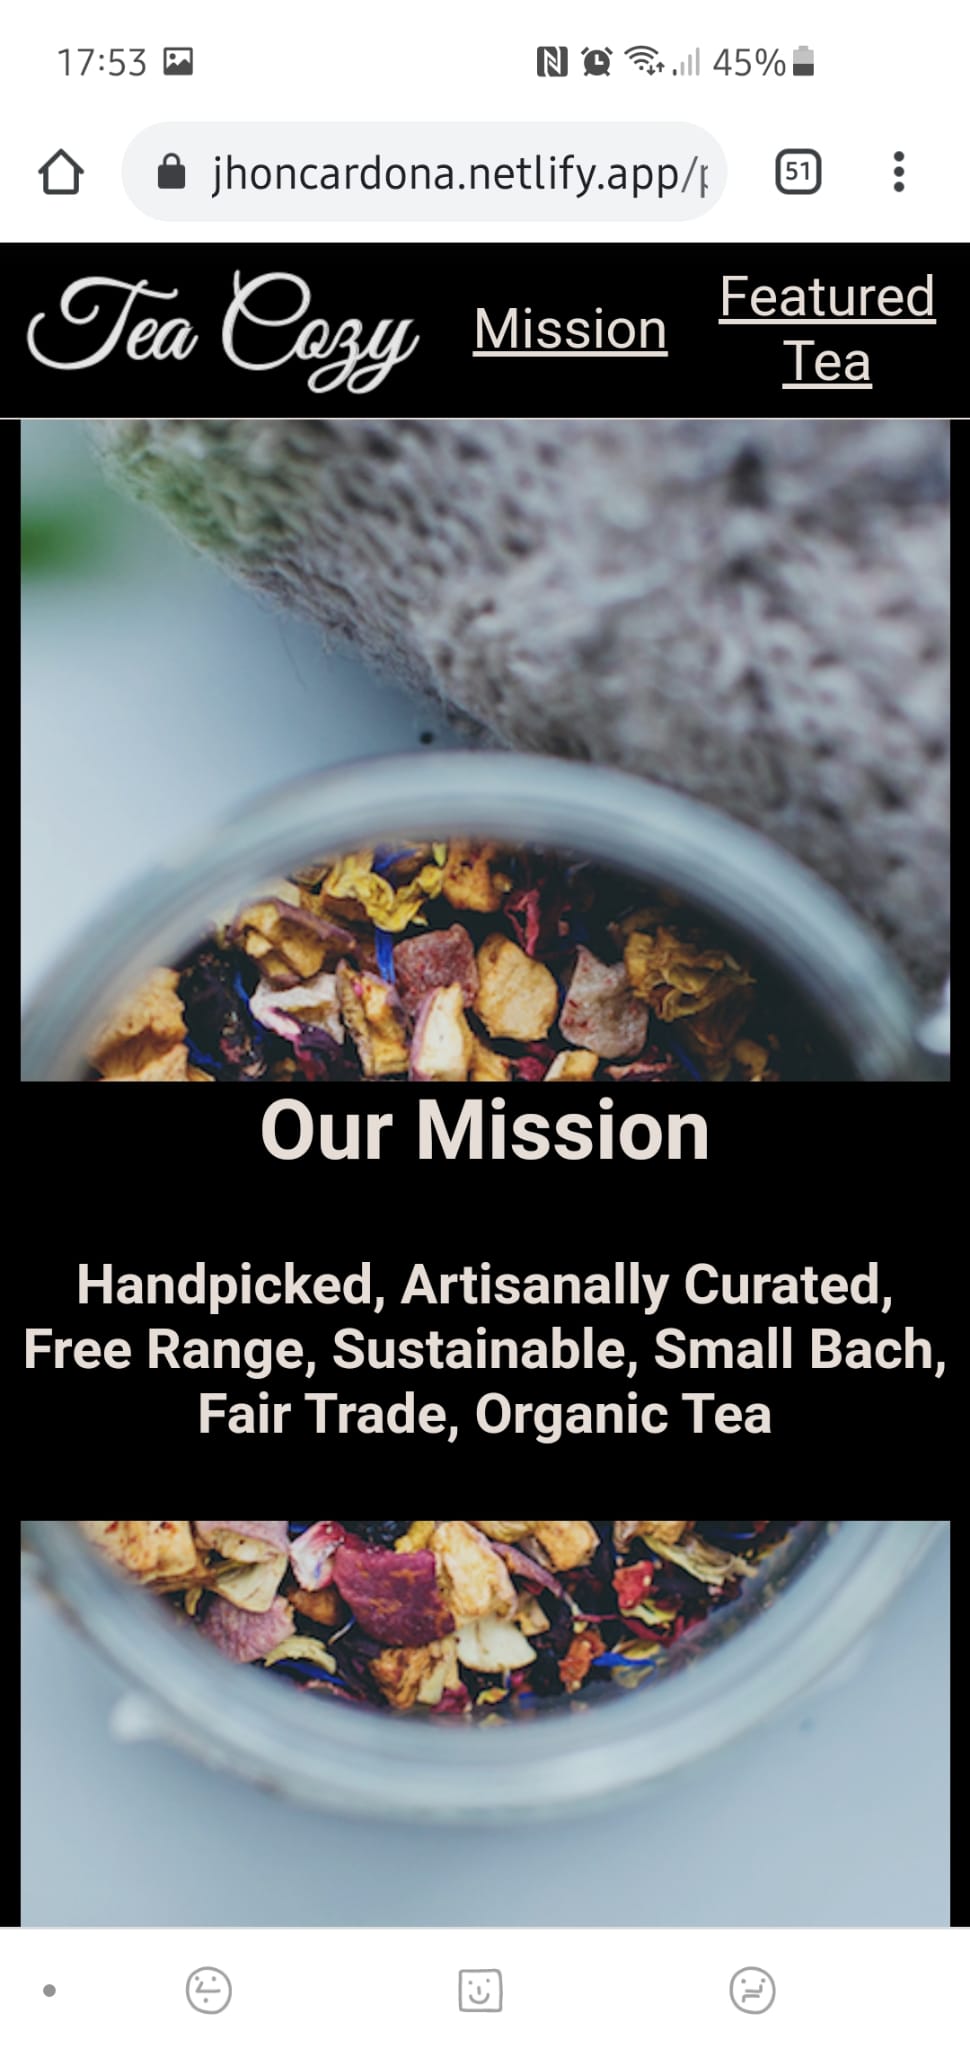 17:53 45%
jhoncardona.netlify.app/
51
Tea Cozy Mission Featured
Tea
Our Mission
Handpicked, Artisanally Curated,
Free Range, Sustainable, Small Bach,
Fair Trade, Organic Tea